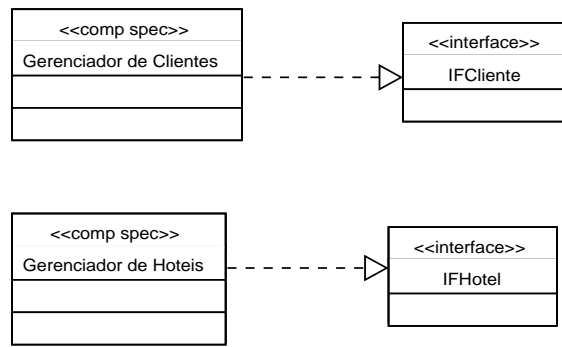 <<comp spec>>
Gerenciador de Clientes
<<interface>>
IFCliente
<<comp spec>>
Gerenciador de Hoteis
<<interface>>
IFHotel